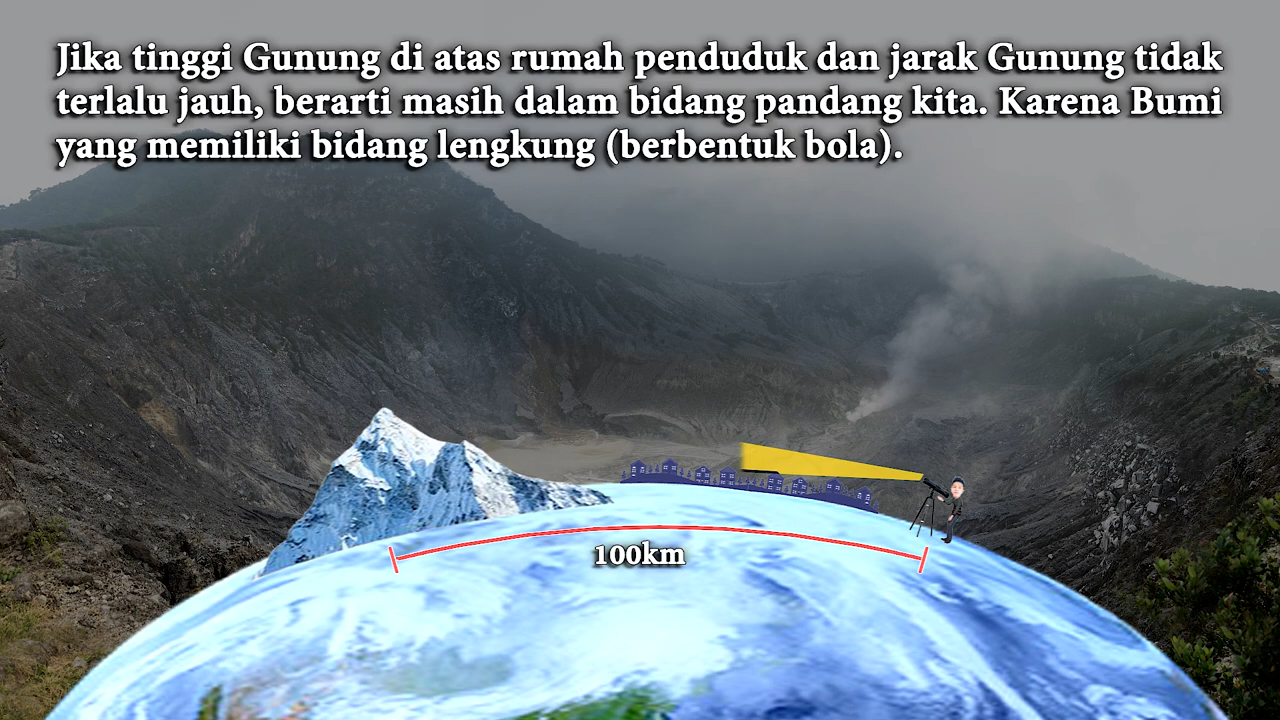 Jika tinggi Gunung di atas rumah penduduk dan jarak Gunung tidak
terlalu jauh, berarti masih dalam bidang pandang kita. Karena Bumi
yang memiliki bidang lengkung (berbentuk bola).
100km